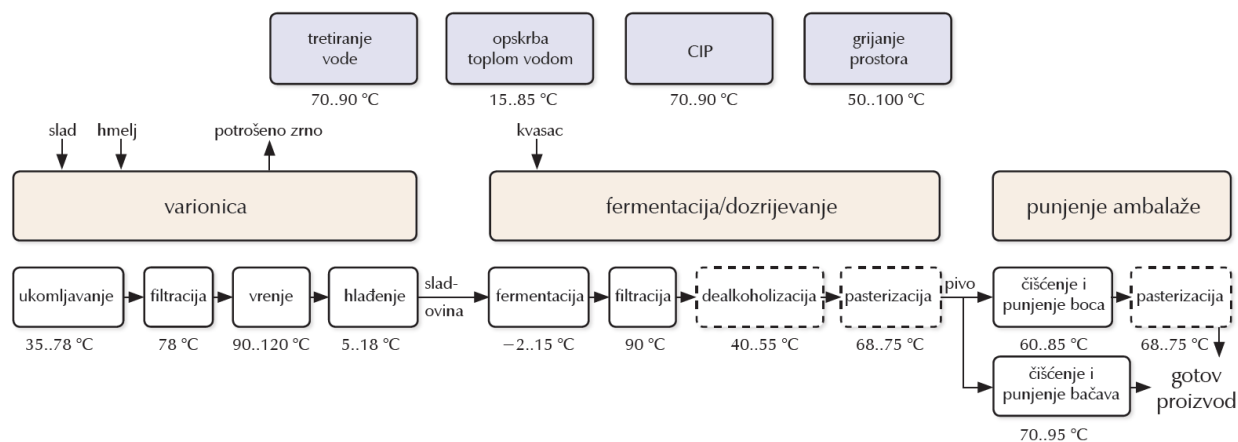 tretiranje
vode
opskrba
toplom vodom
CIP
grijanje
prostora
70..90 °C
15..85 °C
70..90 °C
50..100 °C
slad
hmelj
potrošeno zrno
kvasac
varionica
fermentacija/dozrijevanje
punjenje ambalaže
ukomljavanje
filtracija
vrenje
hlađenje
slad-
ovina
fermentacija
filtracija
dealkoholizacija
pasterizacija
pivo
čišćenje i
punjenje boca
pasterizacija
35..78 °C
78 °C
90..120 °C
5..18 °C
−2..15 °C
90 °C
40..55 °C
68..75 °C
60..85 °C
68..75 °C
čišćenje i
punjenje bačava
gotov
proizvod
70..95 °C